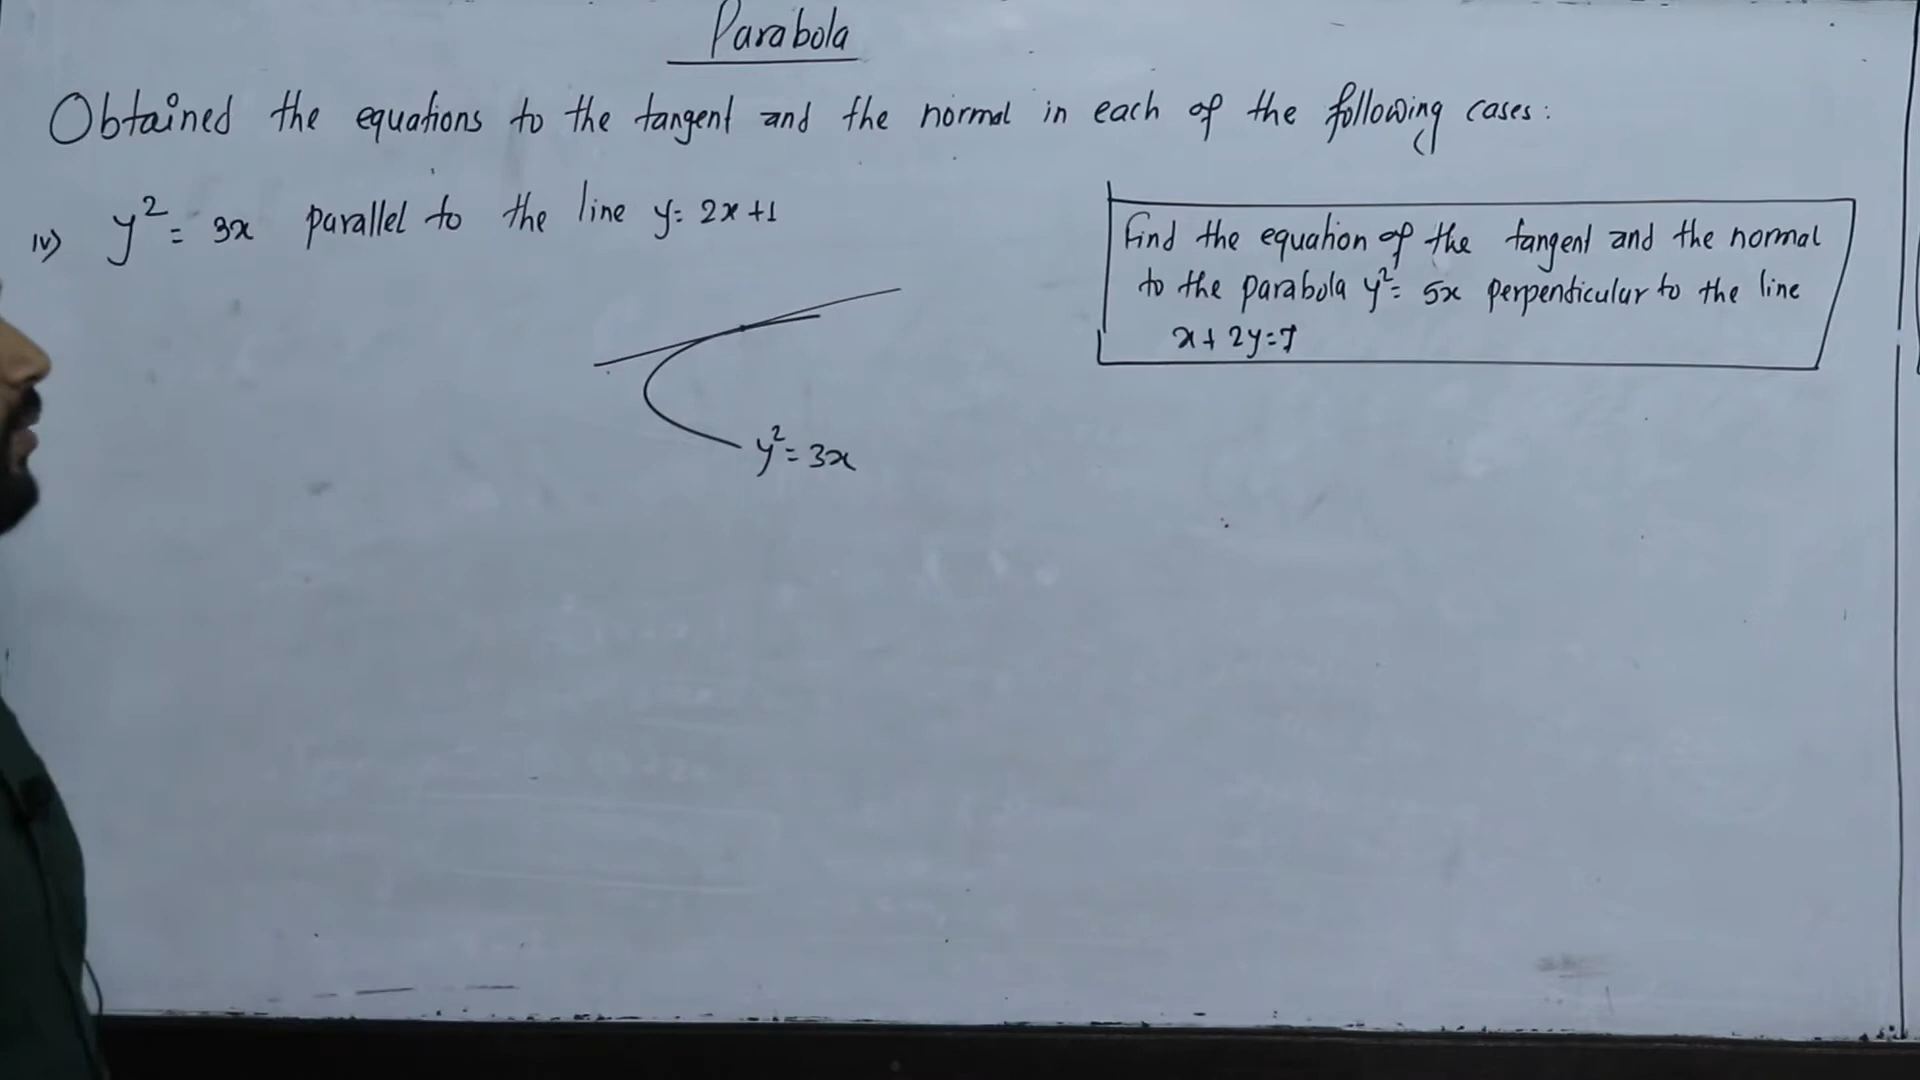 Parabola
Obtained the equations to the tangent and the normal in each of the following cases:
iv) y² = 3x parallel to the line y = 2x + 1
Find the equation of the tangent and the normal
to the parabola y² = 5x perpendicular to the line
x + 2y = 7
y² = 3x